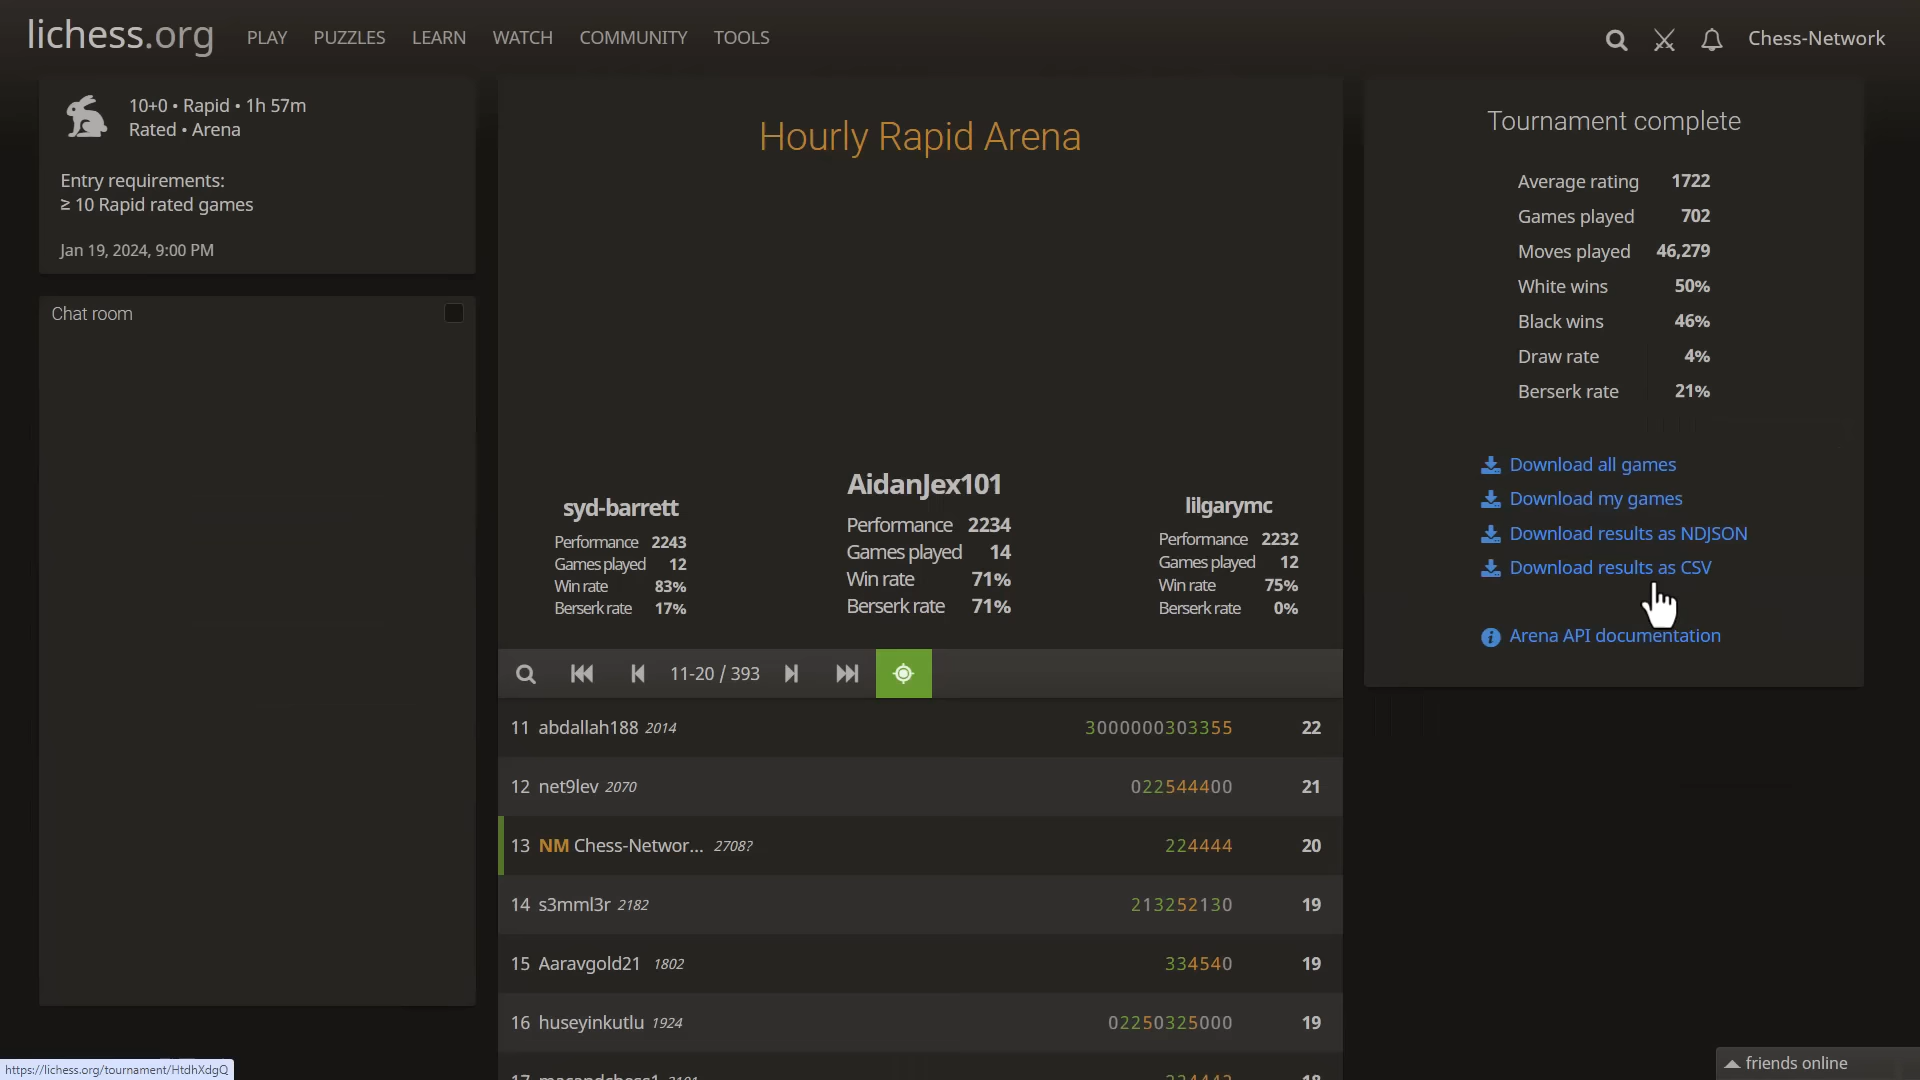 lichess.org PLAY PUZZLES LEARN WATCH COMMUNITY TOOLS Chess-Network
10+0 • Rapid • 1h 57m
Rated • Arena
Entry requirements:
≥ 10 Rapid rated games
Jan 19, 2024, 9:00 PM
Chat room
Hourly Rapid Arena
syd-barrett
Performance 2243
Games played 12
Win rate 83%
Berserk rate 17%
AidanJex101
Performance 2234
Games played 14
Win rate 71%
Berserk rate 71%
lilgarymc
Performance 2232
Games played 12
Win rate 75%
Berserk rate 0%
11-20 / 393
11 abdallah188 2014 3000000303355 22
12 net9lev 2070 022544400 21
13 NM Chess-Networ... 2708? 224444 20
14 s3mml3r 2182 213252130 19
15 Aaravgold21 1802 334540 19
16 huseyinkutlu 1924 02250325000 19
Tournament complete
Average rating 1722
Games played 702
Moves played 46,279
White wins 50%
Black wins 46%
Draw rate 4%
Berserk rate 21%
Download all games
Download my games
Download results as NDJSON
Download results as CSV
Arena API documentation
friends online
https://lichess.org/tournament/HtdhXdgQ